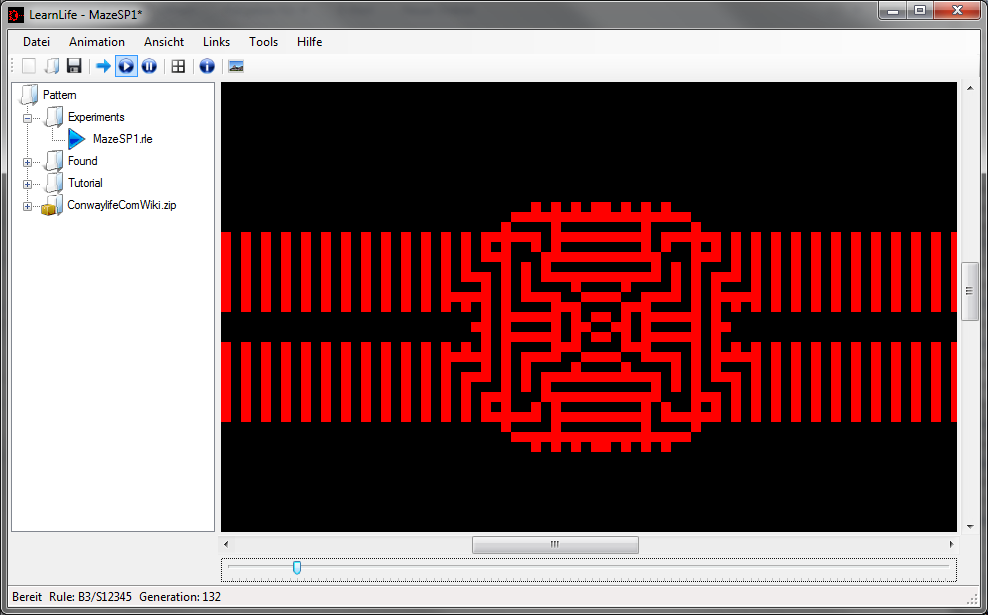 LearnLife - MazeSP1*
Datei Animation Ansicht Links Tools Hilfe
Pattern
Experiments
MazeSP1.rle
Found
Tutorial
ConwaylifeComWiki.zip
Bereit Rule: B3/S12345 Generation: 132